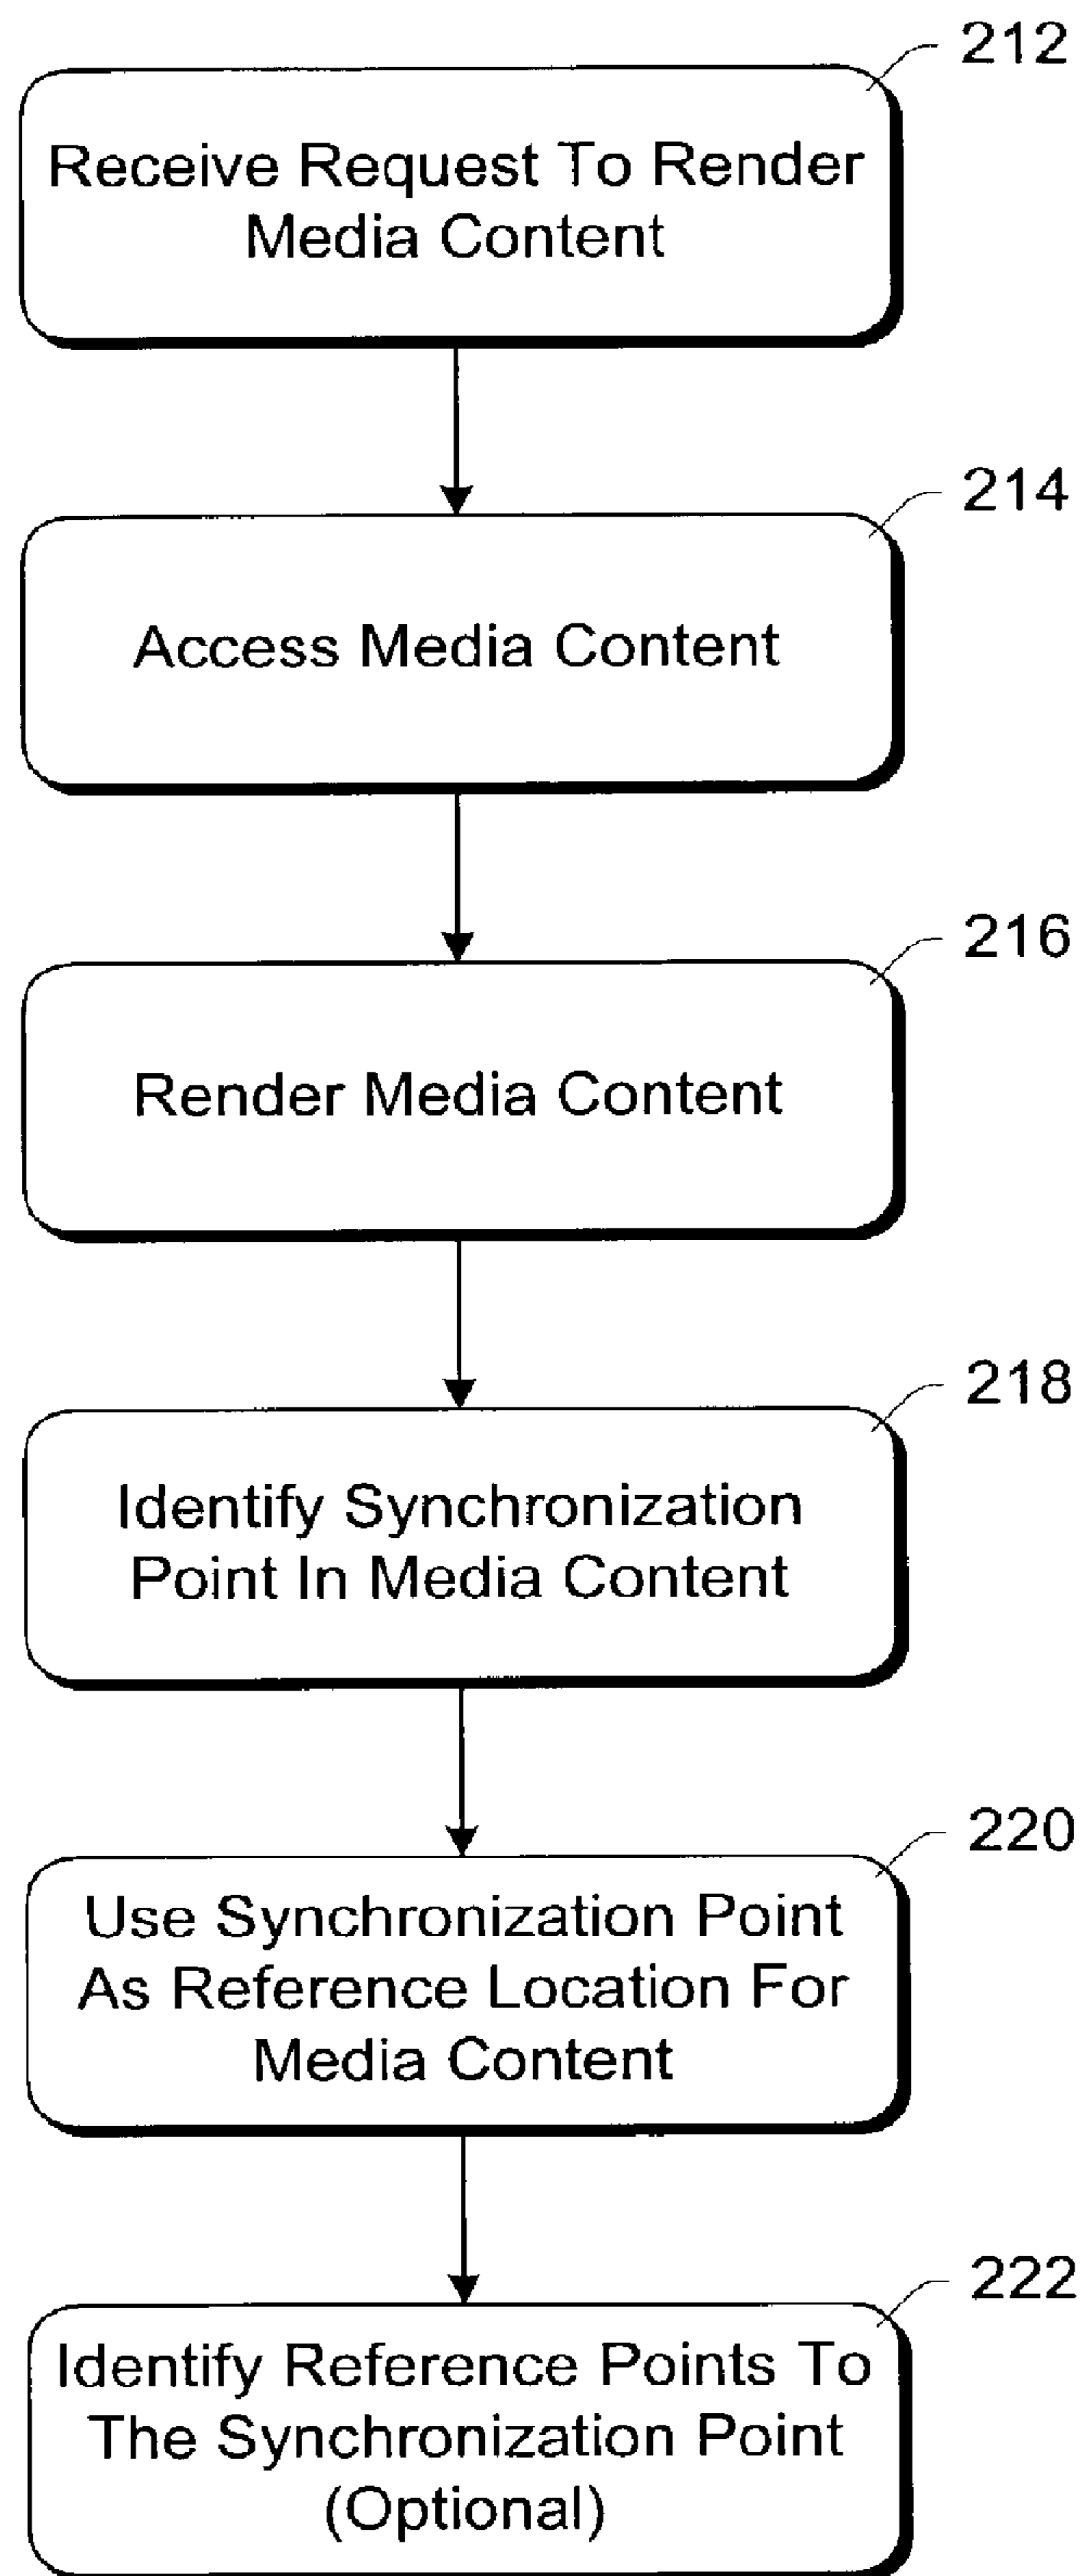 212
Receive Request To Render
Media Content
214
Access Media Content
216
Render Media Content
218
Identify Synchronization
Point In Media Content
220
Use Synchronization Point
As Reference Location For
Media Content
222
Identify Reference Points To
The Synchronization Point
(Optional)